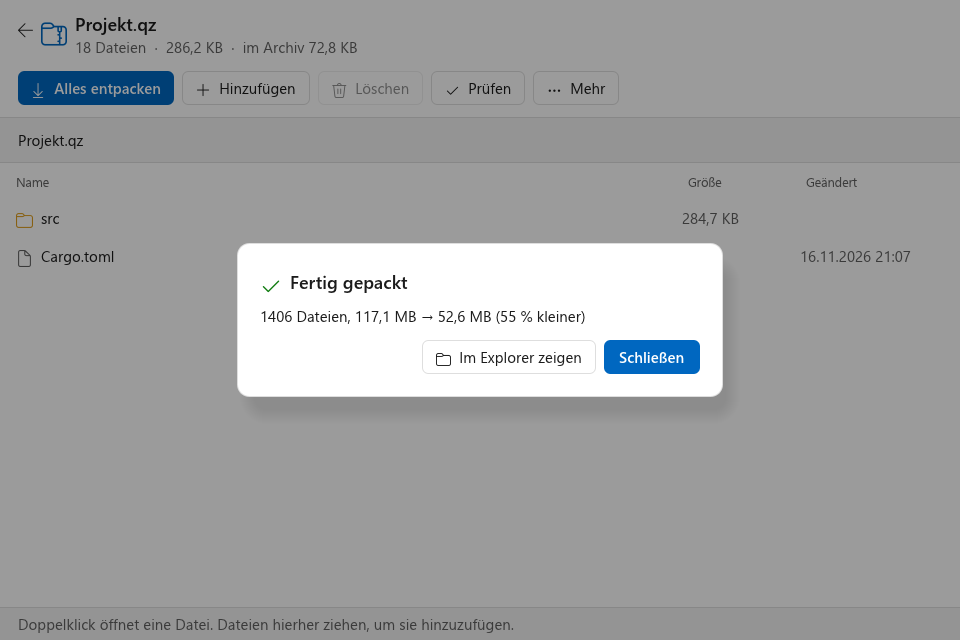 Projekt.qz
18 Dateien · 286,2 KB · im Archiv 72,8 KB
Alles entpacken Hinzufügen Löschen Prüfen Mehr
Projekt.qz
Name Größe Geändert
src 284,7 KB
Cargo.toml 16.11.2026 21:07
Fertig gepackt
1406 Dateien, 117,1 MB → 52,6 MB (55 % kleiner)
Im Explorer zeigen Schließen
Doppelklick öffnet eine Datei. Dateien hierher ziehen, um sie hinzuzufügen.